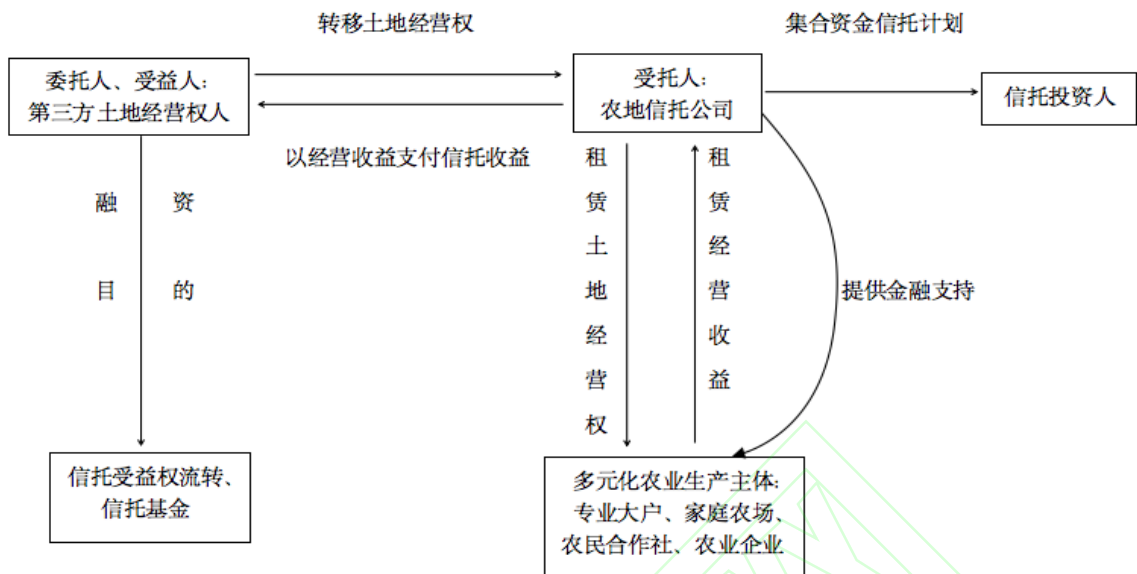 转移土地经营权
集合资金信托计划
委托人、受益人：
第三方土地经营权人
受托人：
农地信托公司
信托投资人
以经营收益支付信托收益
融资
目的
租赁土地经营权
租赁经营收益
提供金融支持
信托受益权流转、
信托基金
多元化农业生产主体：
专业大户、家庭农场、
农民合作社、农业企业